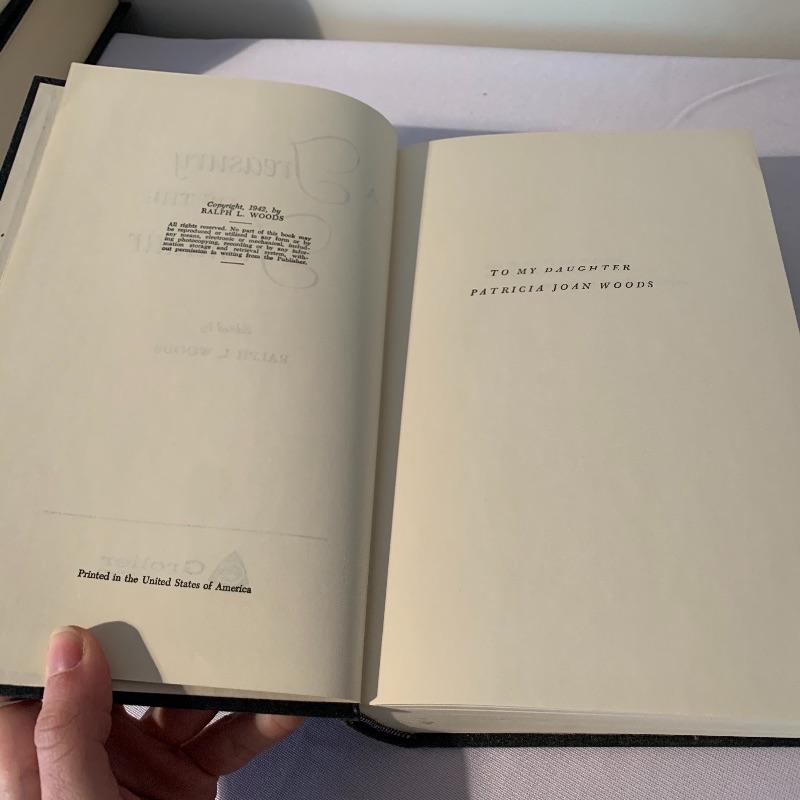 Copyright, 1942, by
RALPH L. WOODS
All rights reserved. No part of this book may
be reproduced or utilized in any form or by
any means, electronic or mechanical, includ-
ing photocopying, recording or by any infor-
mation storage and retrieval system, with-
out permission in writing from the Publisher.
Printed in the United States of America
TO MY DAUGHTER
PATRICIA JOAN WOODS